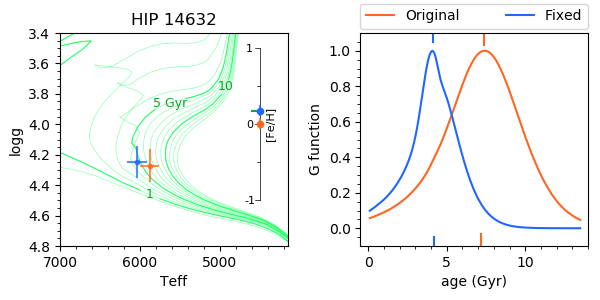 HIP 14632
Original
Fixed
3.4
3.6
3.8
4.0
4.2
4.4
4.6
4.8
logg
7000
6000
5000
Teff
5 Gyr
10
1
1
0
-1
[Fe/H]
1.0
0.8
0.6
0.4
0.2
0.0
G function
0
5
10
age (Gyr)